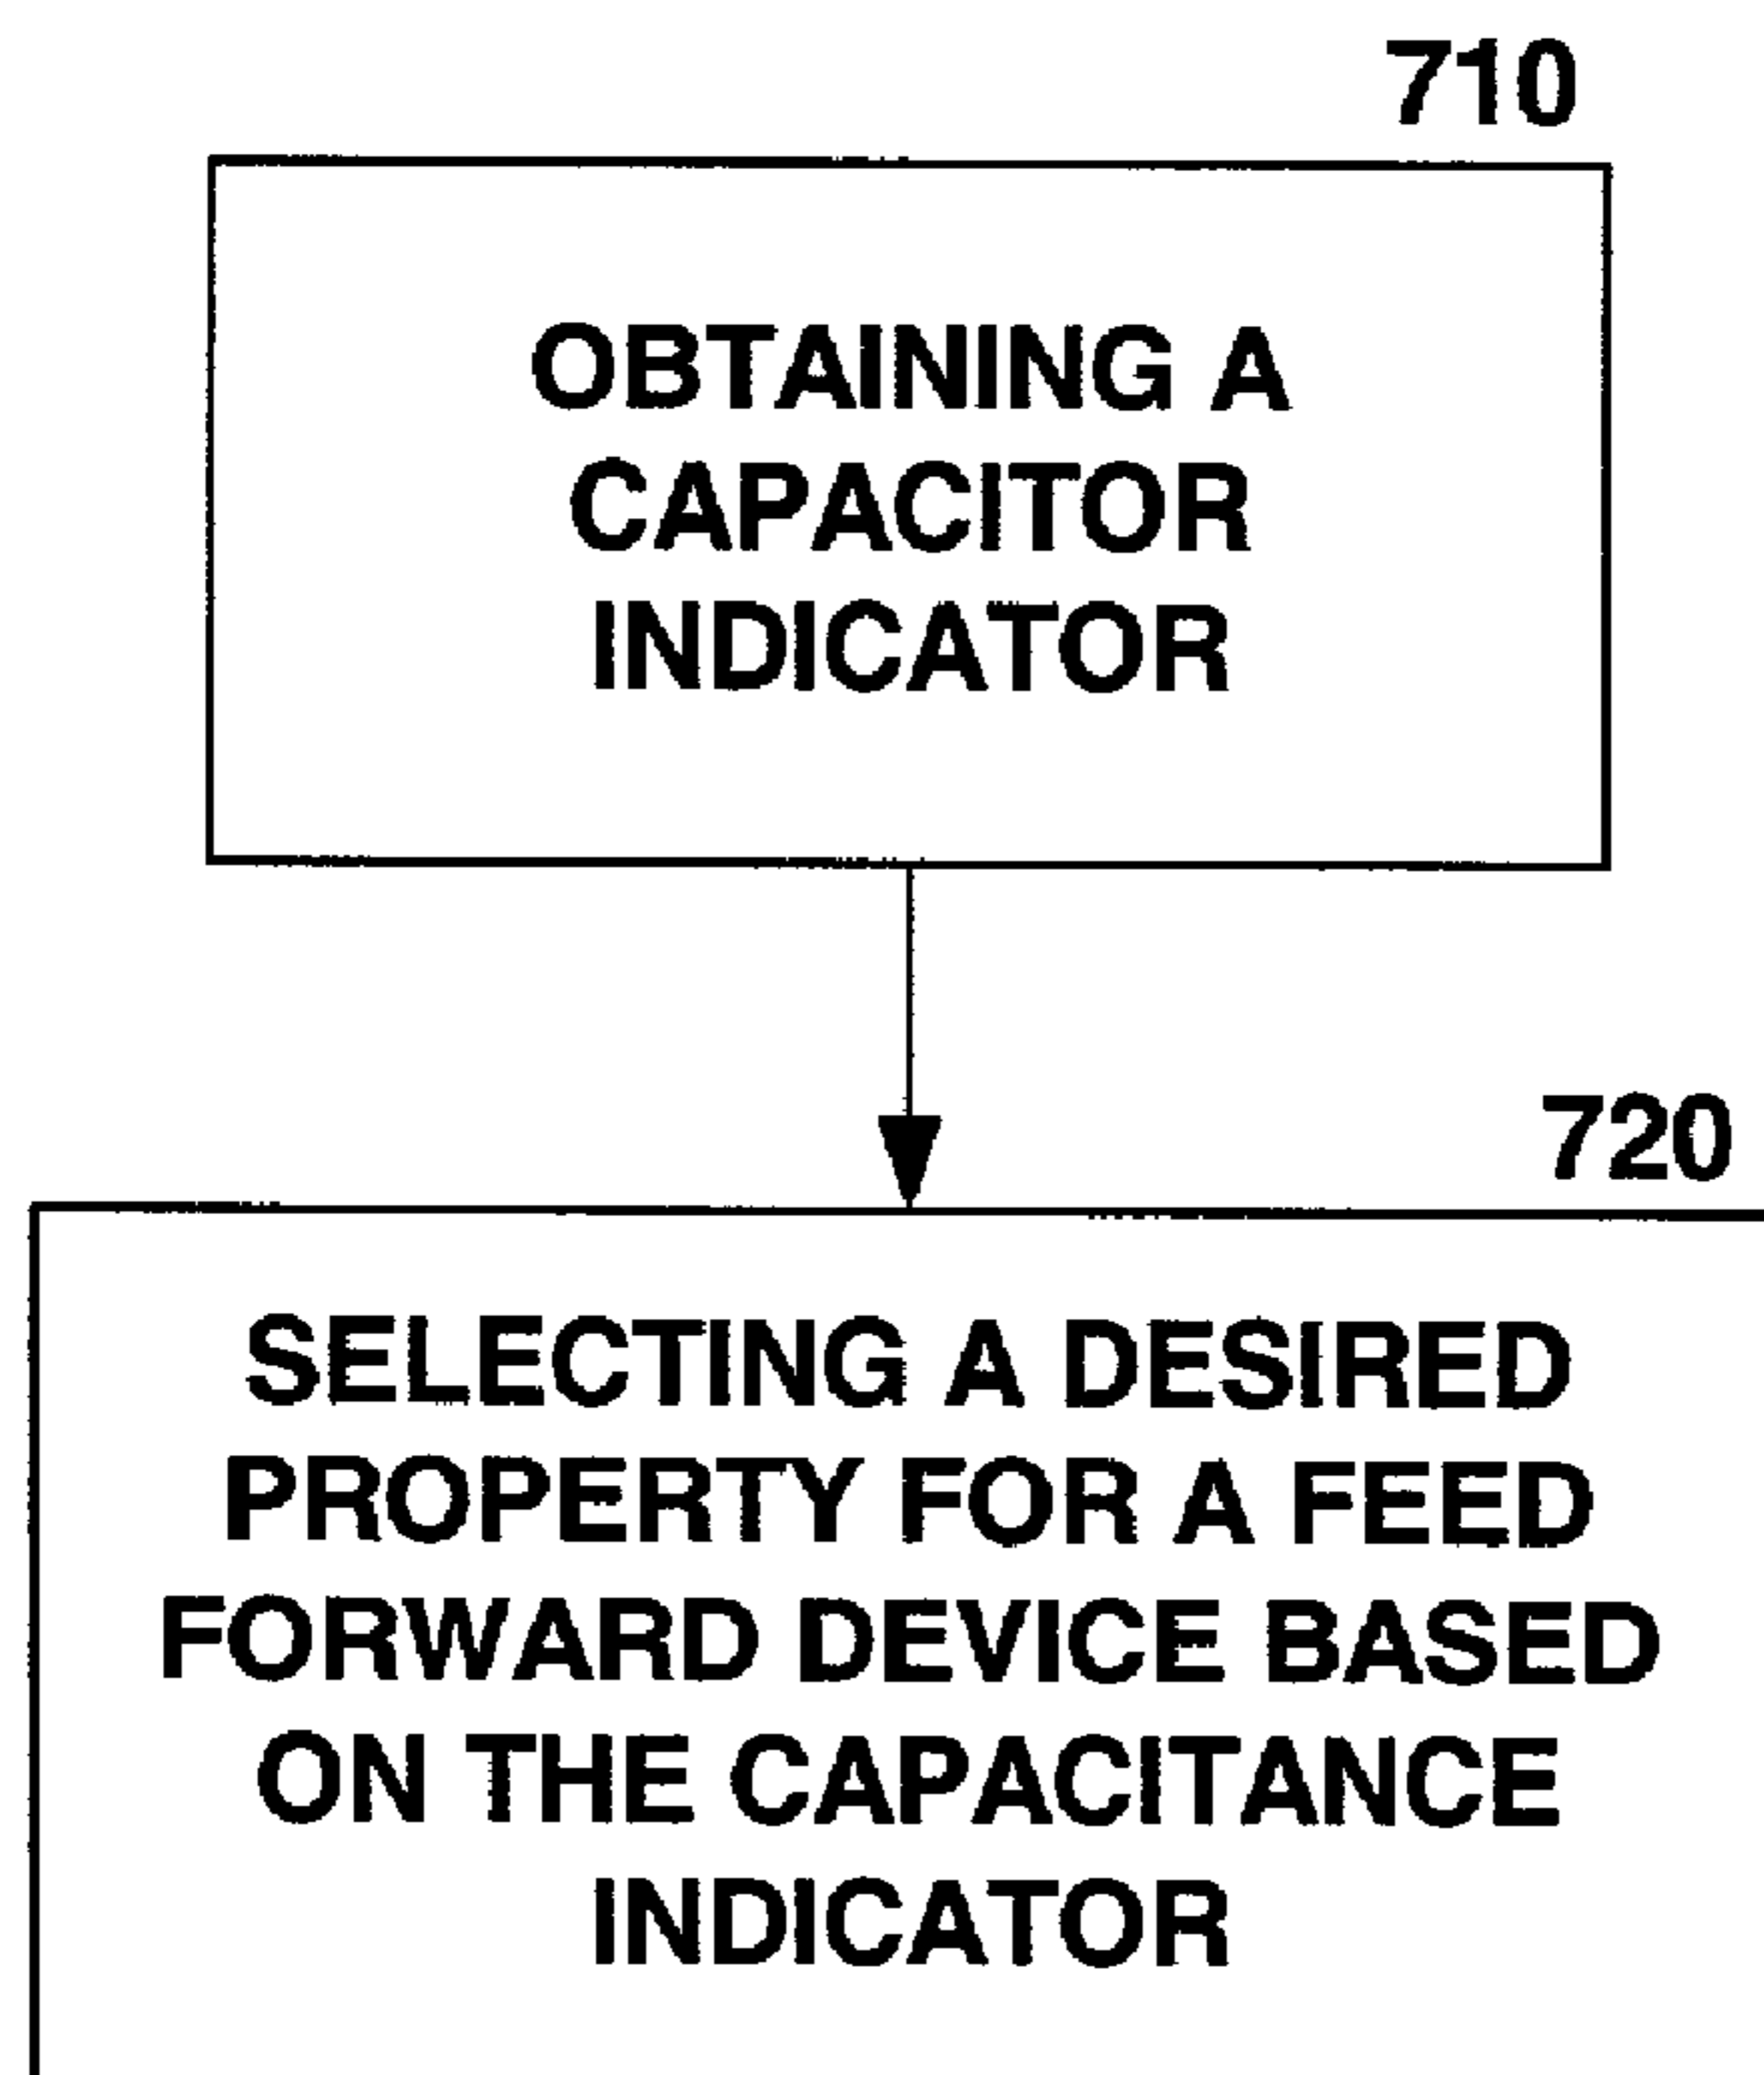 710
OBTAINING A
CAPACITOR
INDICATOR
720
SELECTING A DESIRED
PROPERTY FOR A FEED
FORWARD DEVICE BASED
ON THE CAPACITANCE
INDICATOR